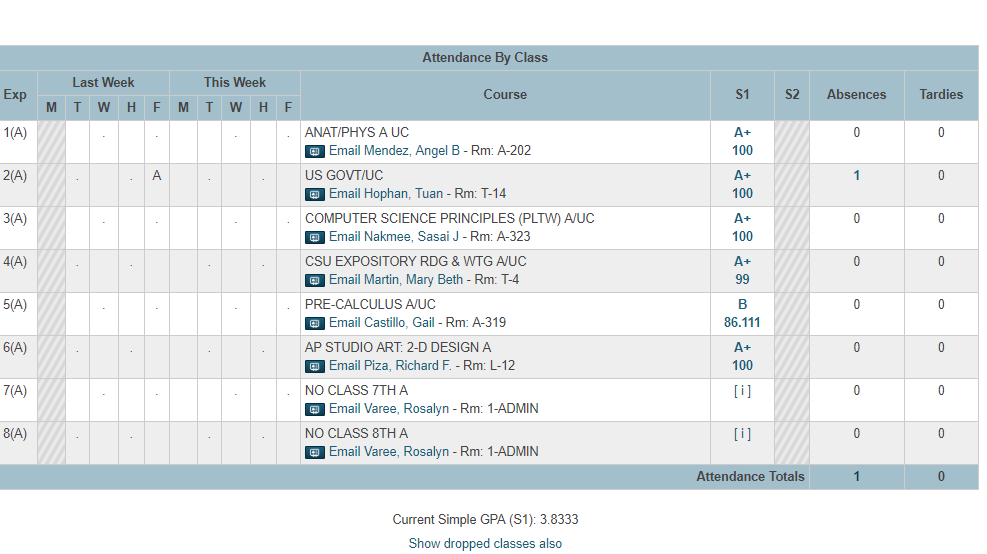 Attendance By Class
Exp Last Week This Week Course S1 S2 Absences Tardies
M T W H F M T W H F
1(A) . . . . ANAT/PHYS A UC A+ 0 0
Email Mendez, Angel B - Rm: A-202 100
2(A) . . A . . US GOVT/UC A+ 1 0
Email Hophan, Tuan - Rm: T-14 100
3(A) . . . . COMPUTER SCIENCE PRINCIPLES (PLTW) A/UC A+ 0 0
Email Nakmee, Sasai J - Rm: A-323 100
4(A) . . . . CSU EXPOSITORY RDG & WTG A/UC A+ 0 0
Email Martin, Mary Beth - Rm: T-4 99
5(A) . . . . PRE-CALCULUS A/UC B 0 0
Email Castillo, Gail - Rm: A-319 86.111
6(A) . . . . AP STUDIO ART: 2-D DESIGN A A+ 0 0
Email Piza, Richard F. - Rm: L-12 100
7(A) . . . . NO CLASS 7TH A [ i ] 0 0
Email Varee, Rosalyn - Rm: 1-ADMIN
8(A) . . . . NO CLASS 8TH A [ i ] 0 0
Email Varee, Rosalyn - Rm: 1-ADMIN
Attendance Totals 1 0
Current Simple GPA (S1): 3.8333
Show dropped classes also